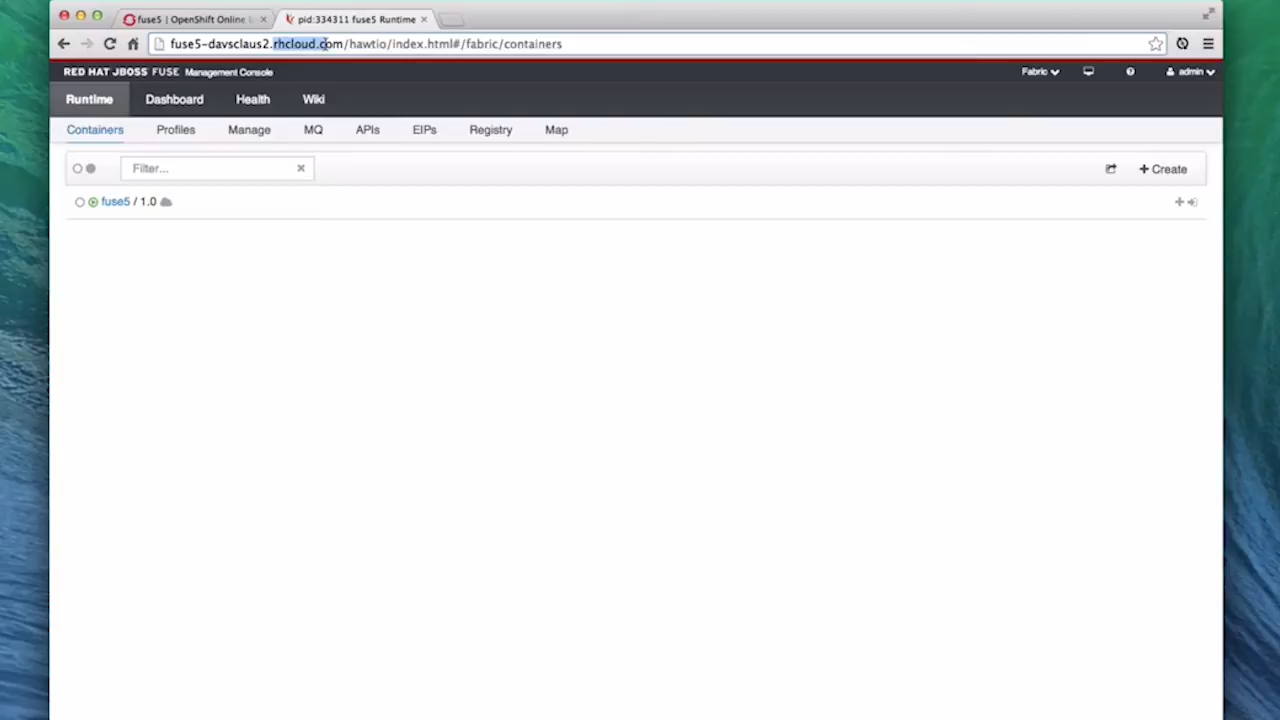 fuse5 | OpenShift Online
pid:334311 fuse5 Runtime
fuse5-davsclaus2.rhcloud.com/hawtio/index.html#/fabric/containers
RED HAT JBOSS FUSE Management Console
Fabric
admin
Runtime Dashboard Health Wiki
Containers Profiles Manage MQ APIs EIPs Registry Map
Filter...
Create
fuse5 / 1.0